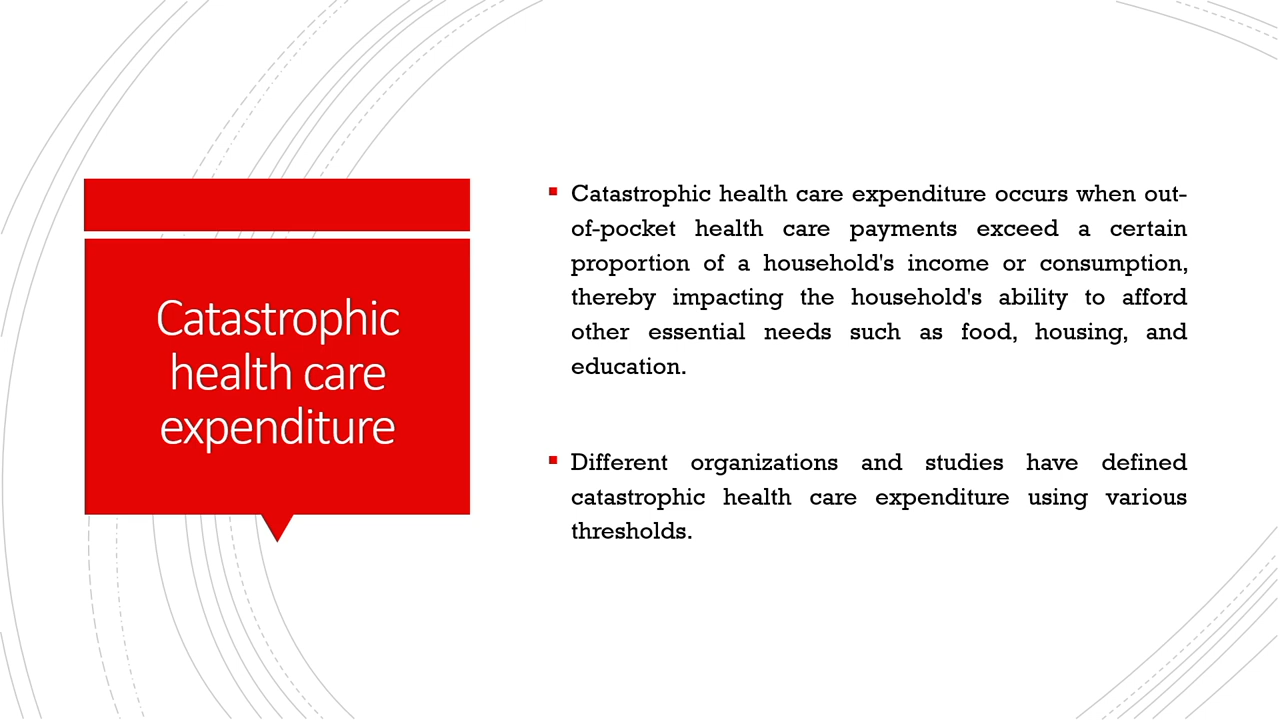 Catastrophic
health care
expenditure
Catastrophic health care expenditure occurs when out-
of-pocket health care payments exceed a certain
proportion of a household's income or consumption,
thereby impacting the household's ability to afford
other essential needs such as food, housing, and
education.
Different organizations and studies have defined
catastrophic health care expenditure using various
thresholds.